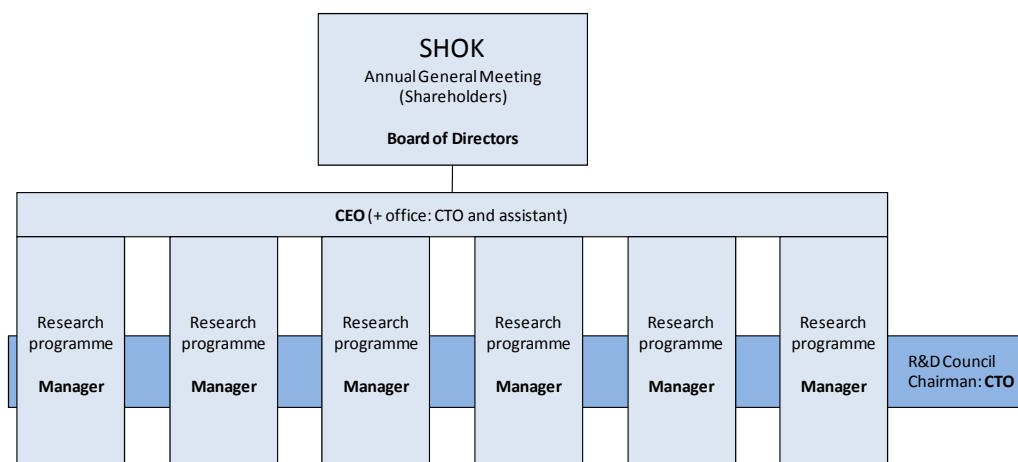 SHOK
Annual General Meeting
(Shareholders)
Board of Directors
CEO (+ office: CTO and assistant)
Research
programme
Manager
Research
programme
Manager
Research
programme
Manager
Research
programme
Manager
Research
programme
Manager
Research
programme
Manager
R&D Council
Chairman: CTO